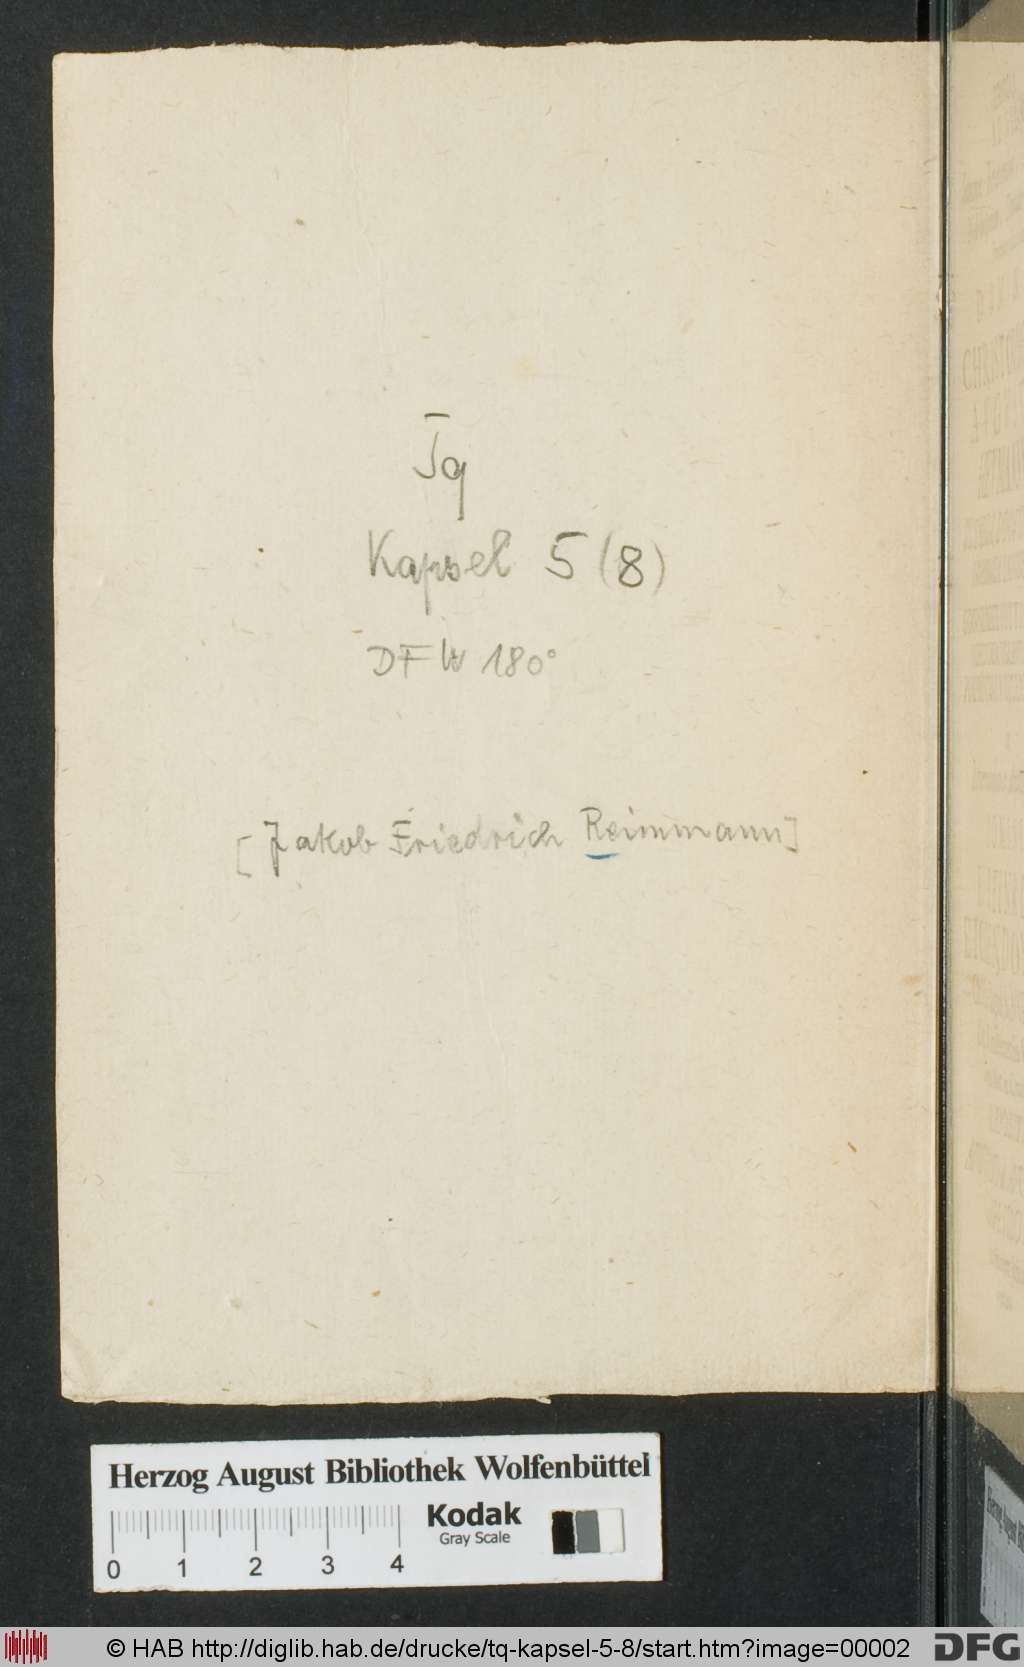 Tq
Kapsel 5 (8)
DFW 180°
[Jakob Friedrich Reimmann]
Herzog August Bibliothek Wolfenbüttel
Kodak
Gray Scale
0 1 2 3 4
© HAB http://diglib.hab.de/drucke/tq-kapsel-5-8/start.htm?image=00002
DFG